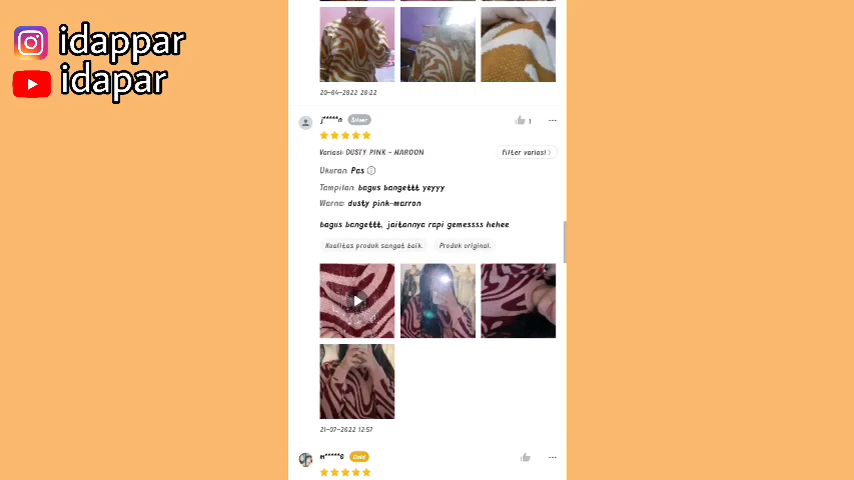 idappar
idapar
20-04-2022 20:22
j*****n Silver
1
Variasi: DUSTY PINK - MAROON
Filter variasi
Ukuran: Pas
Tampilan: bagus bangettt yeyyy
Warna: dusty pink-marron
bagus bangettt, jaitannya rapi gemessss hehee
Kualitas produk sangat baik.
Produk original.
21-07-2022 12:57
n*****6 Gold